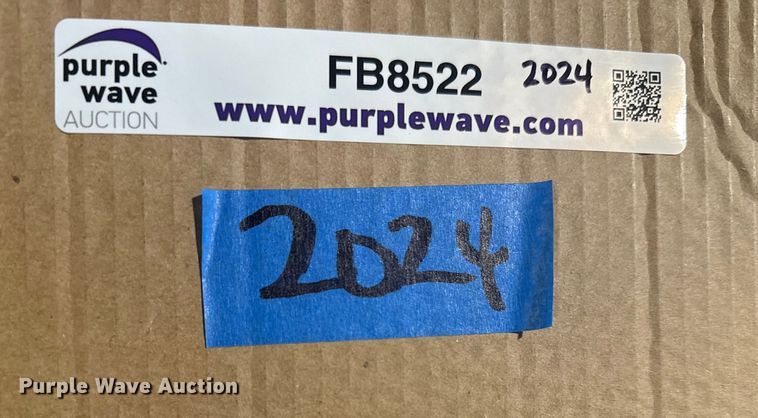 purple
wave
AUCTION
FB8522 2024
www.purplewave.com
2024
Purple Wave Auction